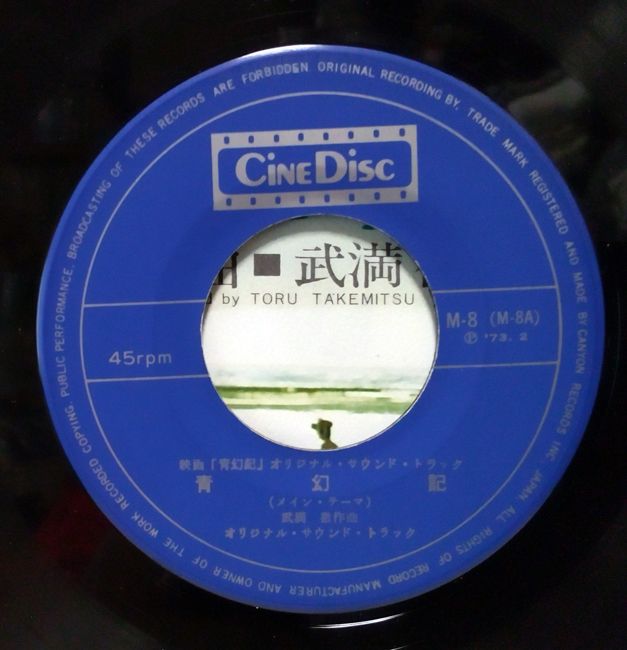 CINEDISC
曲■武満
by TORU TAKEMITSU
M-8 (M-8A)
Ⓟ '73. 2
45rpm
映画「青幻記」オリジナル・サウンド・トラック
青 幻 記
(メイン・テーマ)
武満 徹作曲
オリジナル・サウンド・トラック
ORIGINAL RECORDING BY. TRADE MARK REGISTERED AND MADE BY CANYON RECORDS INC. JAPAN. ALL RIGHTS OF RECORD MANUFACTURER AND OWNER OF THE WORK RECORDED COPYING. PUBLIC PERFORMANCE. BROADCASTING OF THESE RECORDS ARE FORBIDDEN